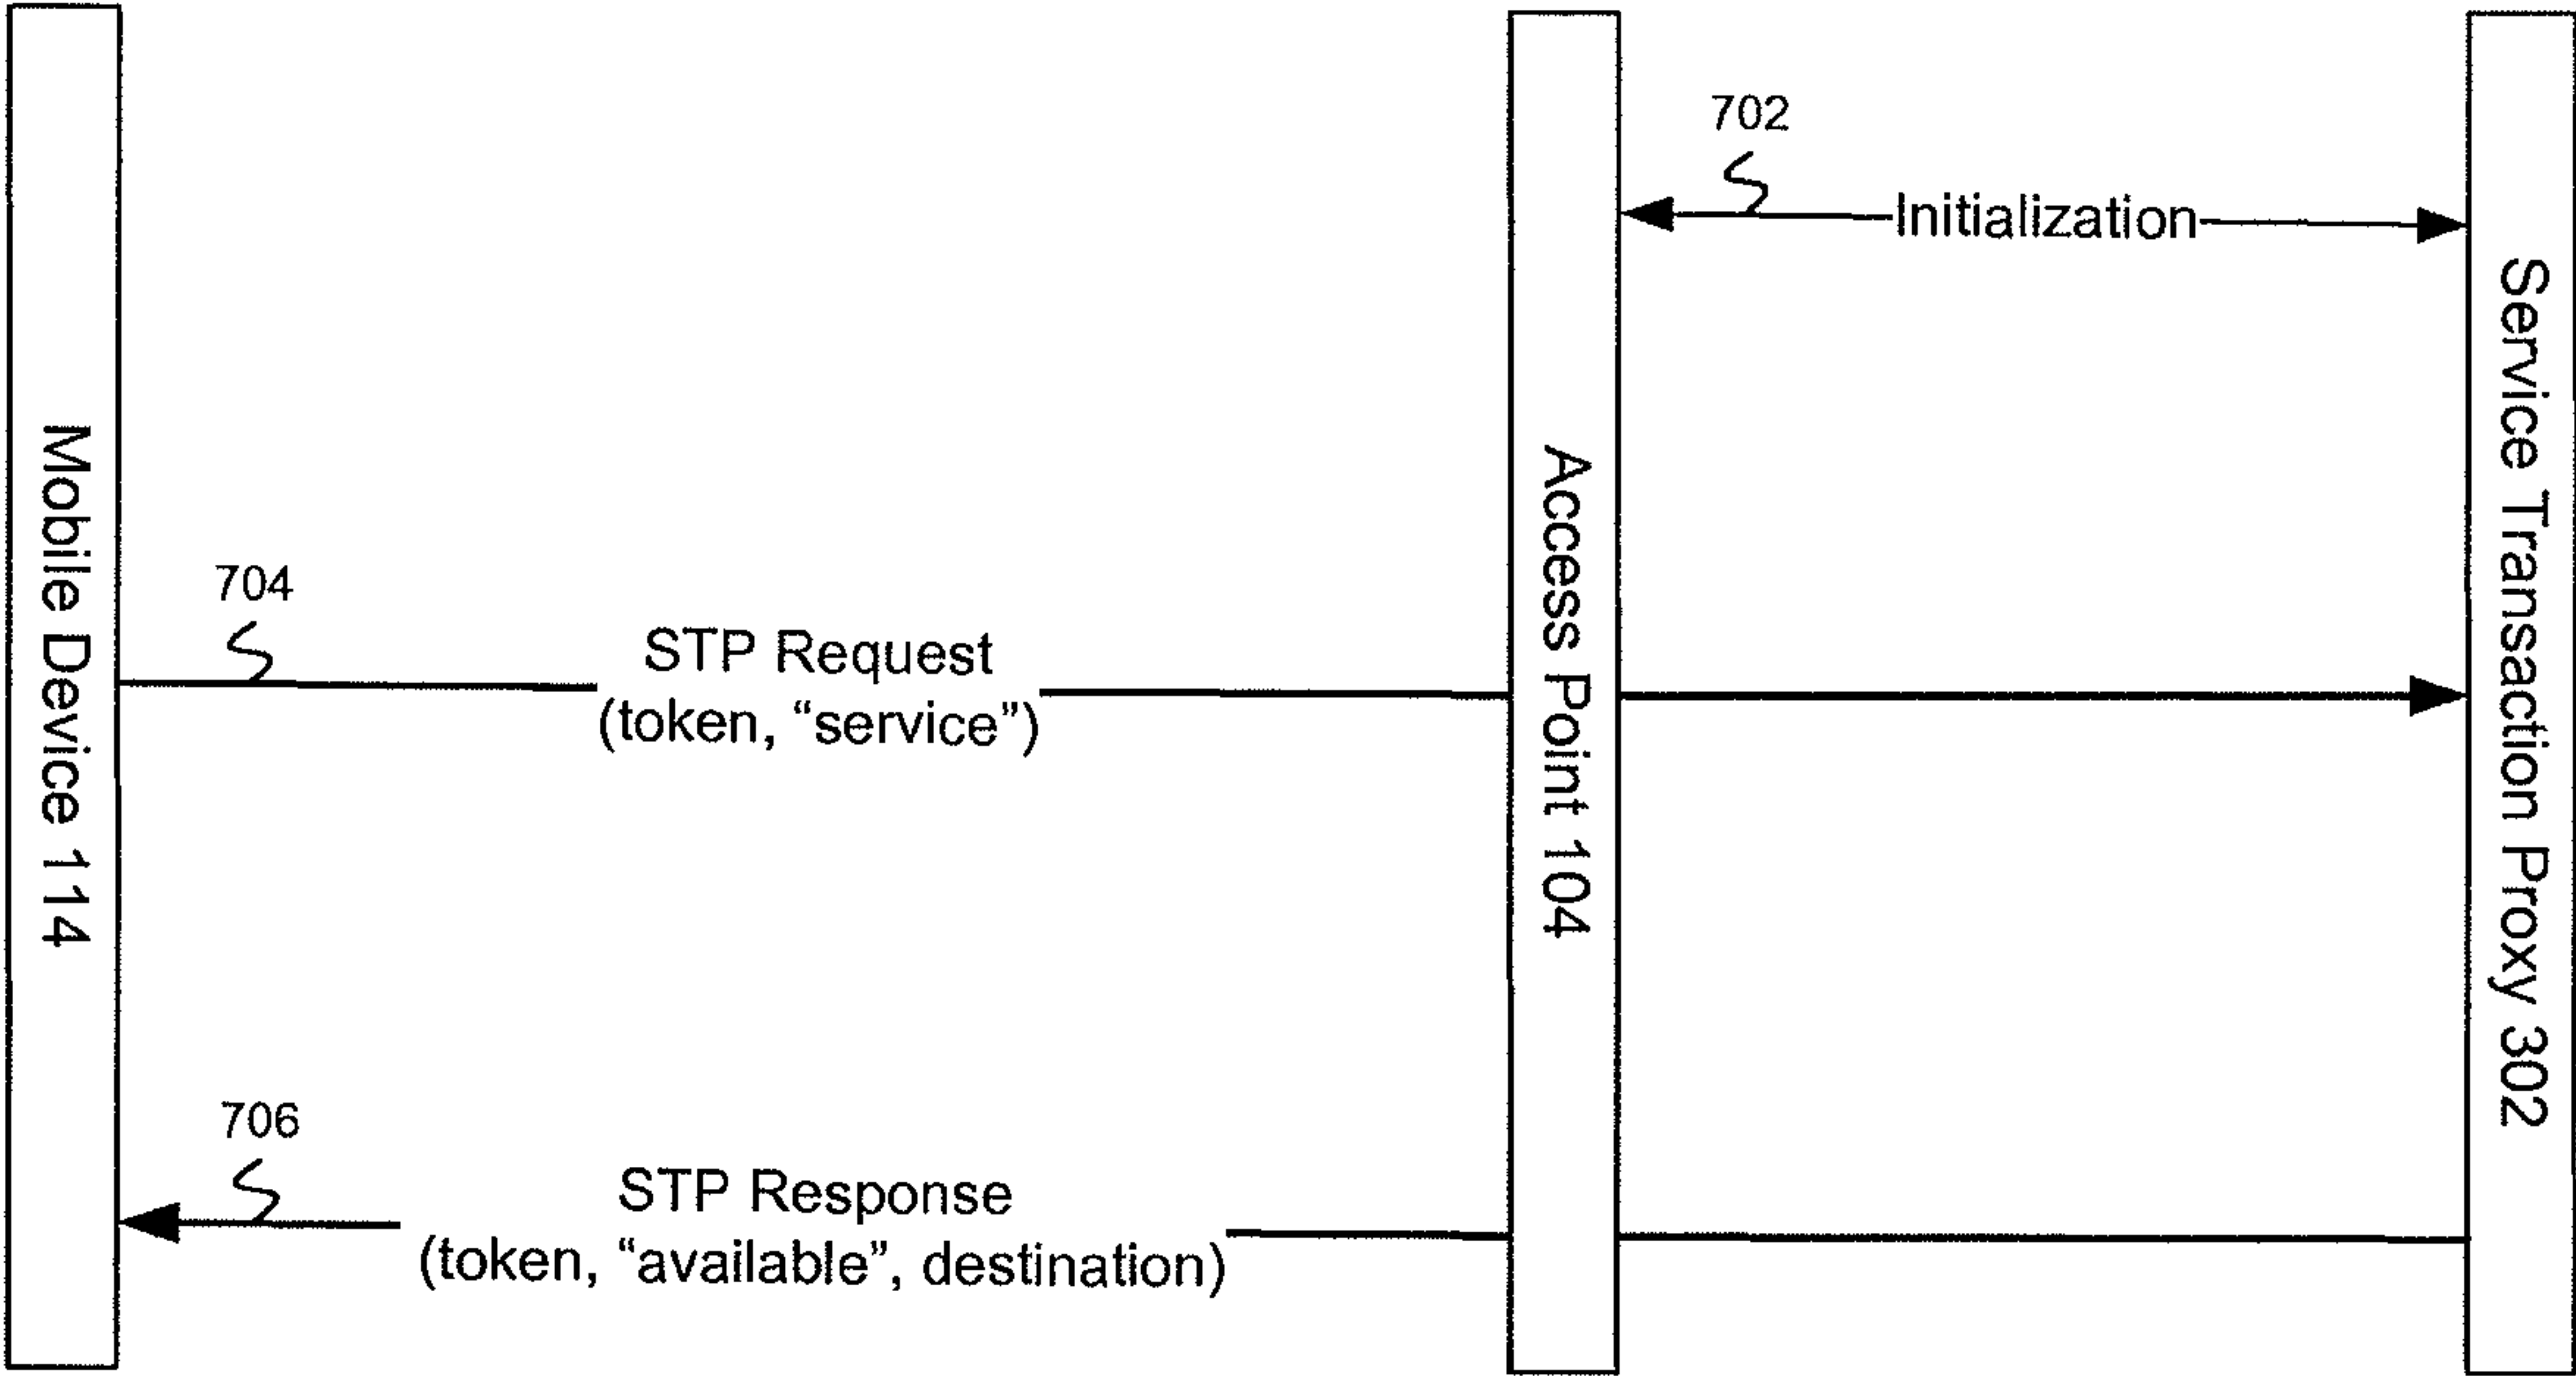 702
Initialization
704
STP Request
(token, “service”)
706
STP Response
(token, “available”, destination)
Mobile Device 114
Access Point 104
Service Transaction Proxy 302